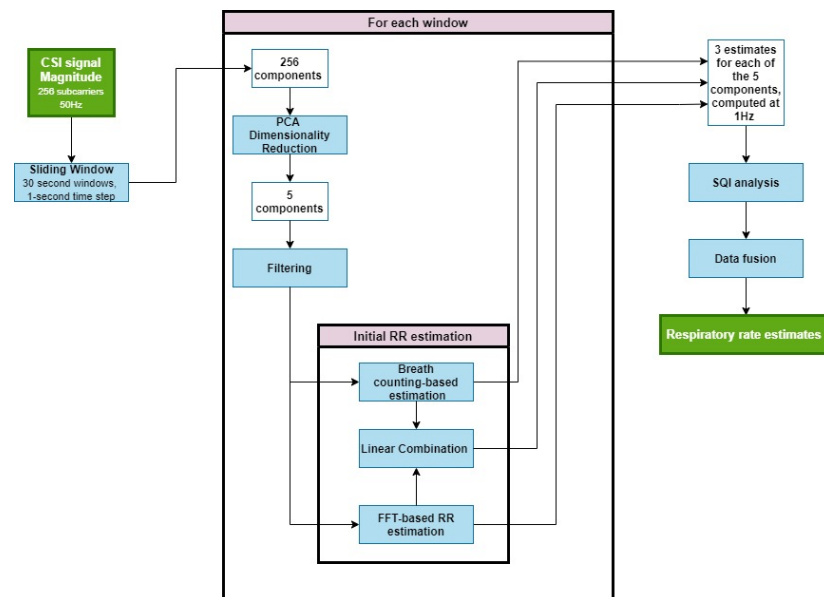 For each window
CSI signal
Magnitude
256 subcarriers
50Hz
Sliding Window
30 second windows,
1-second time step
256
components
PCA
Dimensionality
Reduction
5
components
Filtering
Initial RR estimation
Breath
counting-based
estimation
Linear Combination
FFT-based RR
estimation
3 estimates
for each of
the 5
components,
computed at
1Hz
SQI analysis
Data fusion
Respiratory rate estimates